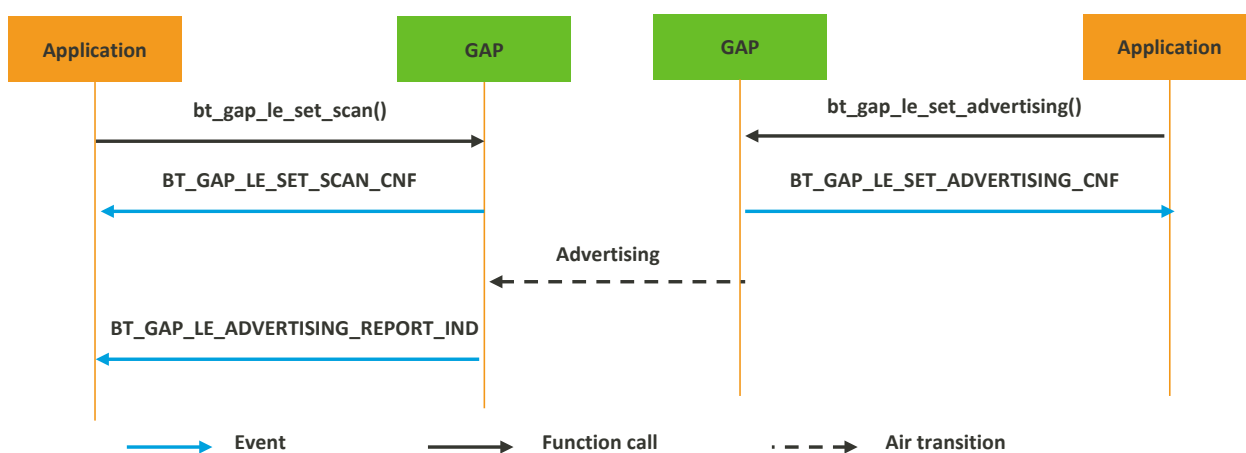 Application
GAP
GAP
Application
bt_gap_le_set_scan()
bt_gap_le_set_advertising()
BT_GAP_LE_SET_SCAN_CNF
BT_GAP_LE_SET_ADVERTISING_CNF
Advertising
BT_GAP_LE_ADVERTISING_REPORT_IND
Event
Function call
Air transition